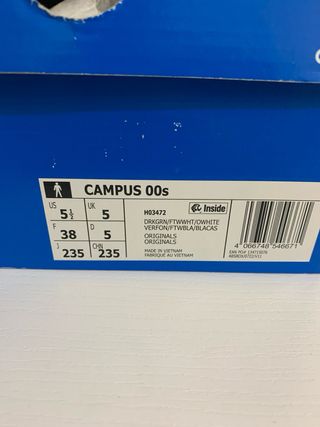 CAMPUS 00s
US 5½ UK 5
F 38 D 5
J 235 CHN 235
H03472
Inside
DRKGRN/FTWWHT/OWHITE
VERFON/FTWBLA/BLACAS
ORIGINALS
ORIGINALS
MADE IN VIETNAM
FABRIQUÉ AU VIETNAM
4 066748 546671